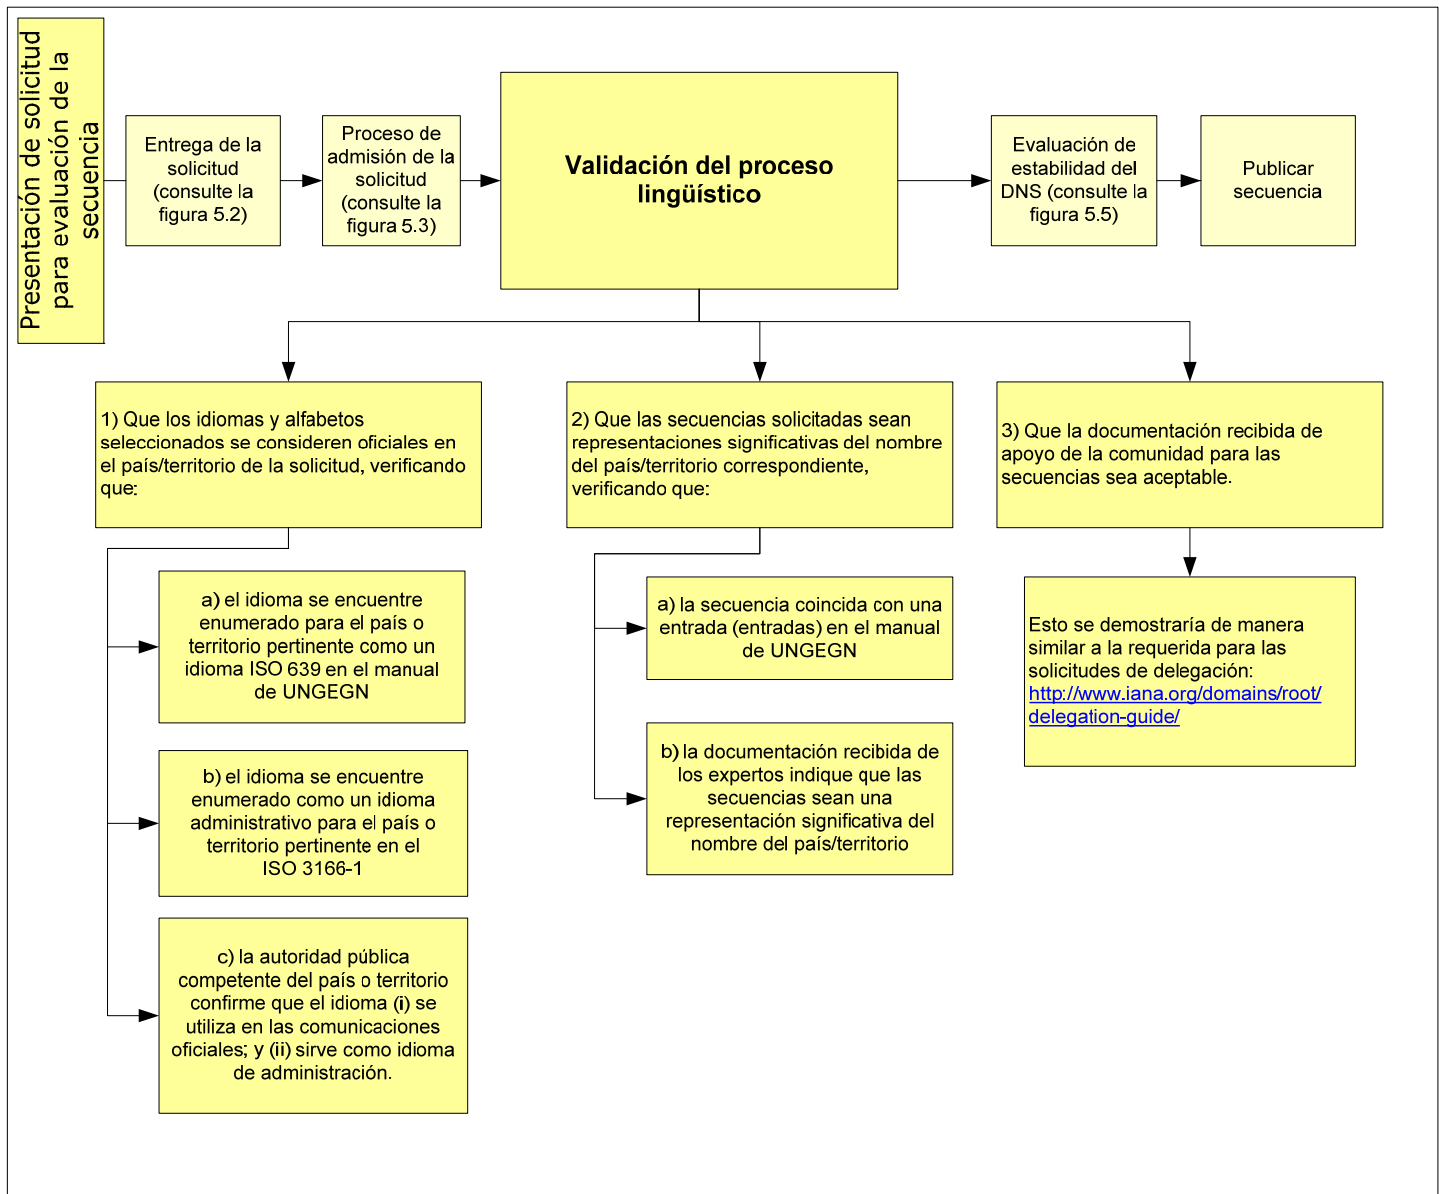 Presentación de solicitud
para evaluación de la
secuencia
Entrega de la
solicitud
(consulte la
figura 5.2)
Proceso de
admisión de la
solicitud
(consulte la
figura 5.3)
Validación del proceso
lingüístico
Evaluación de
estabilidad del
DNS (consulte la
figura 5.5)
Publicar
secuencia
1) Que los idiomas y alfabetos
seleccionados se consideren oficiales en
el país/territorio de la solicitud, verificando
que:
a) el idioma se encuentre
enumerado para el país o
territorio pertinente como un
idioma ISO 639 en el manual
de UNGEGN
b) el idioma se encuentre
enumerado como un idioma
administrativo para el país o
territorio pertinente en el
ISO 3166-1
c) la autoridad pública
competente del país o territorio
confirme que el idioma (i) se
utiliza en las comunicaciones
oficiales; y (ii) sirve como idioma
de administración.
2) Que las secuencias solicitadas sean
representaciones significativas del nombre
del país/territorio correspondiente,
verificando que:
a) la secuencia coincida con una
entrada (entradas) en el manual
de UNGEGN
b) la documentación recibida de
los expertos indique que las
secuencias sean una
representación significativa del
nombre del país/territorio
3) Que la documentación recibida de
apoyo de la comunidad para las
secuencias sea aceptable.
Esto se demostraría de manera
similar a la requerida para las
solicitudes de delegación:
http://www.iana.org/domains/root/
delegation-guide/